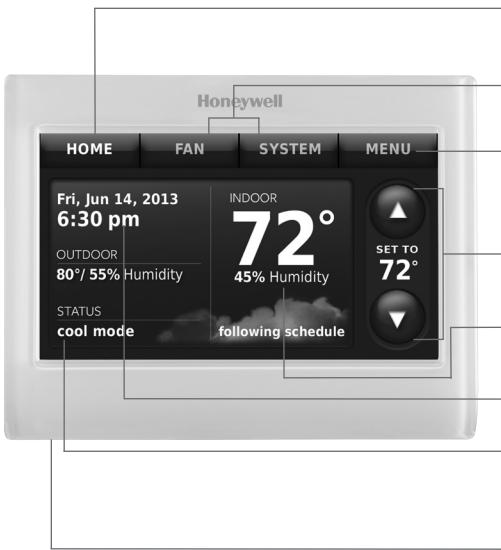 Honeywell
HOME FAN SYSTEM MENU
Fri, Jun 14, 2013
6:30 pm
OUTDOOR
80°/ 55% Humidity
STATUS
cool mode
INDOOR
72°
45% Humidity
following schedule
SET TO
72°